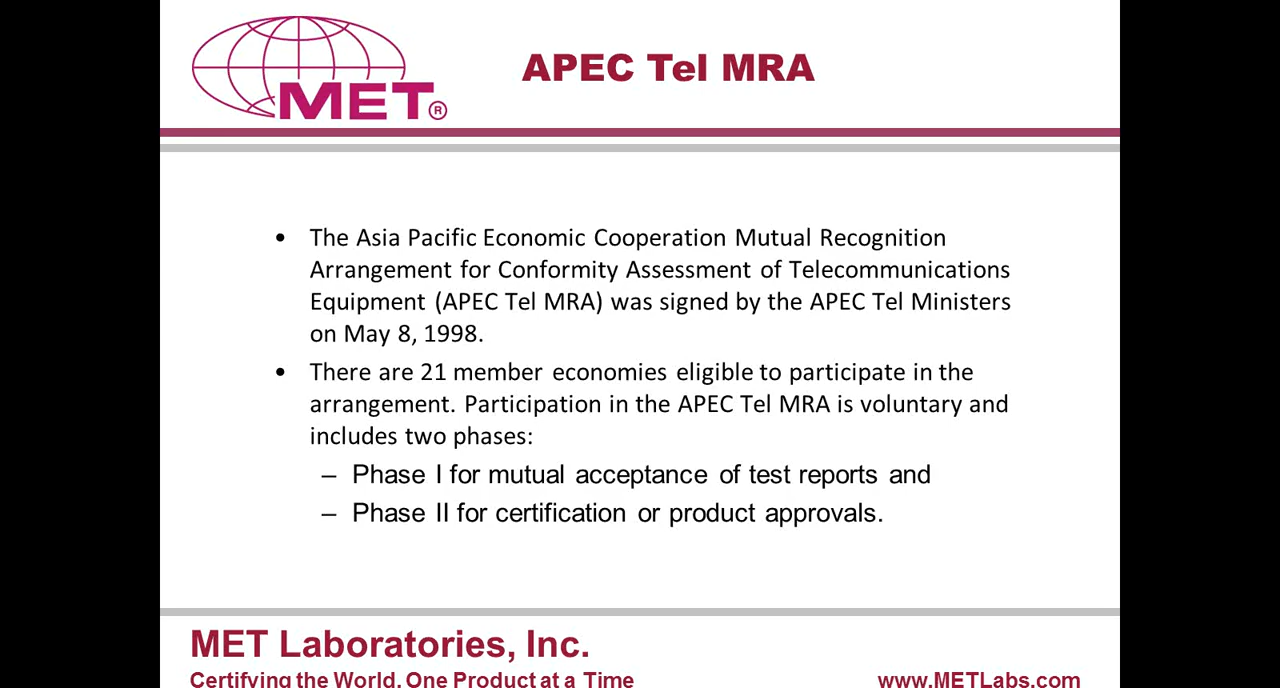 MET®
APEC Tel MRA
• The Asia Pacific Economic Cooperation Mutual Recognition
Arrangement for Conformity Assessment of Telecommunications
Equipment (APEC Tel MRA) was signed by the APEC Tel Ministers
on May 8, 1998.
• There are 21 member economies eligible to participate in the
arrangement. Participation in the APEC Tel MRA is voluntary and
includes two phases:
– Phase I for mutual acceptance of test reports and
– Phase II for certification or product approvals.
MET Laboratories, Inc.
Certifying the World, One Product at a Time
www.METLabs.com